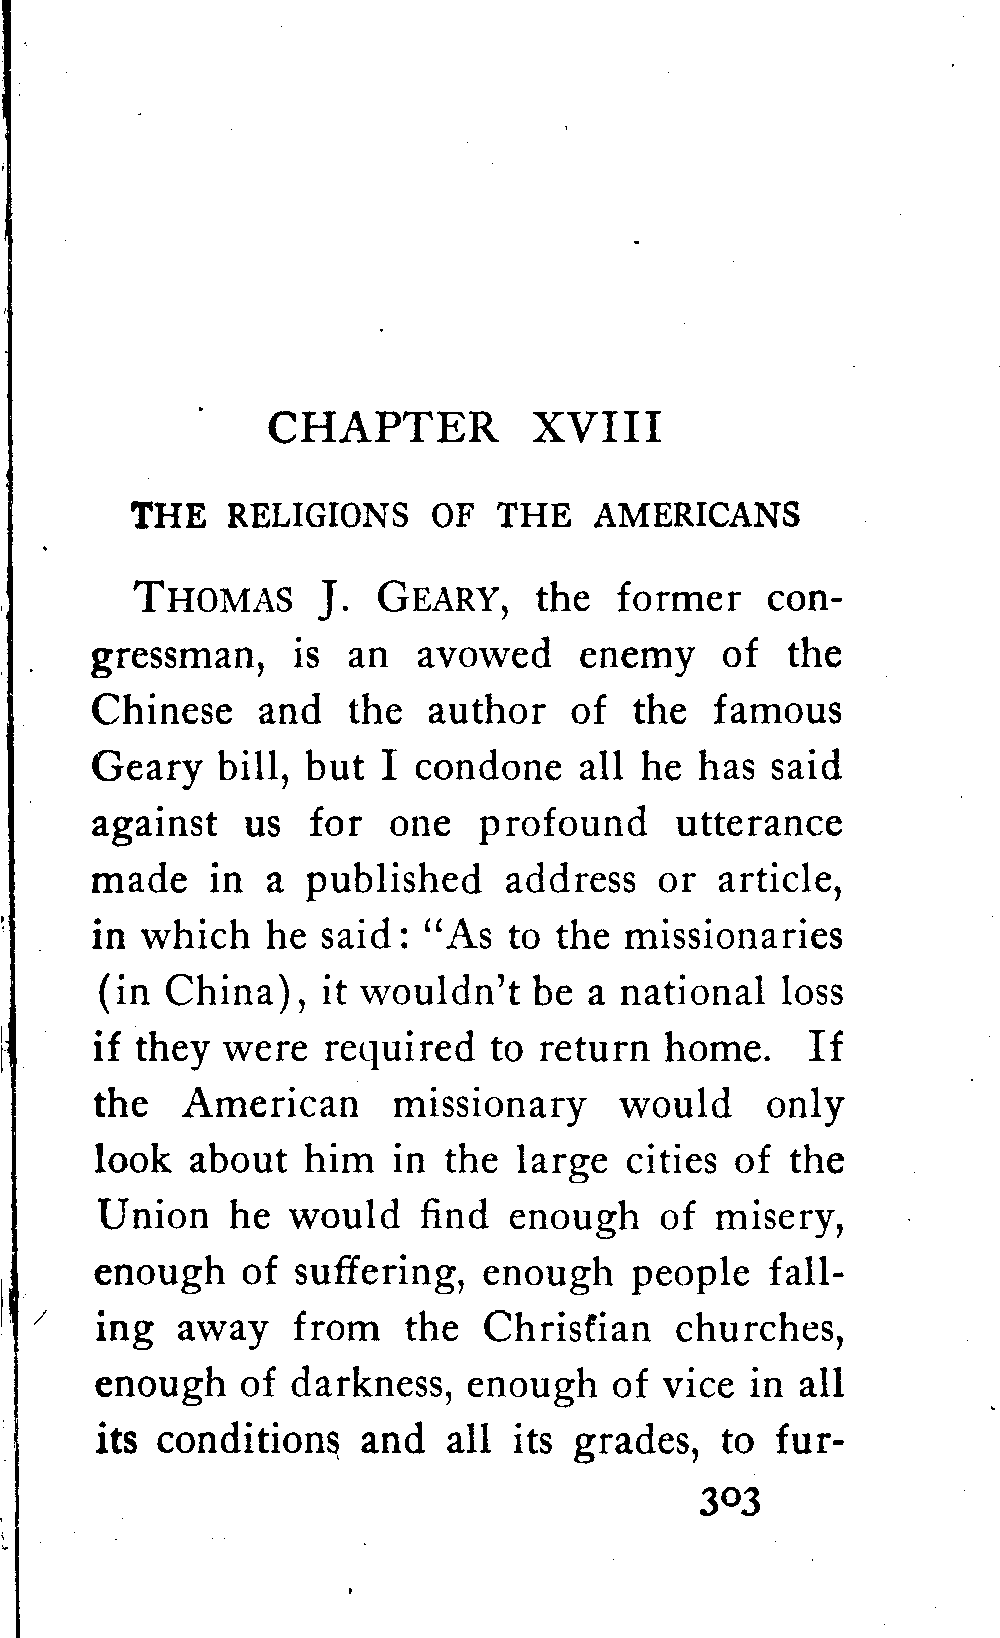 CHAPTER XVIII
THE RELIGIONS OF THE AMERICANS
THOMAS J. GEARY, the former con-
gressman, is an avowed enemy of the
Chinese and the author of the famous
Geary bill, but I condone all he has said
against us for one profound utterance
made in a published address or article,
in which he said: “As to the missionaries
(in China), it wouldn’t be a national loss
if they were required to return home. If
the American missionary would only
look about him in the large cities of the
Union he would find enough of misery,
enough of suffering, enough people fall-
ing away from the Christian churches,
enough of darkness, enough of vice in all
its conditions and all its grades, to fur-
303